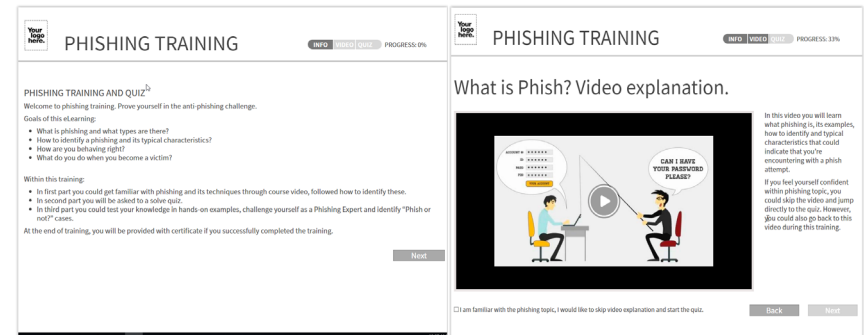 Your
logo
here.
PHISHING TRAINING
INFO VIDEO QUIZ PROGRESS: 0%
PHISHING TRAINING AND QUIZ
Welcome to phishing training. Prove yourself in the anti-phishing challenge.
Goals of this eLearning:
• What is phishing and what types are there?
• How to identify a phishing and its typical characteristics?
• How are you behaving right?
• What do you do when you become a victim?
Within this training:
• In first part you could get familiar with phishing and its techniques through course video, followed how to identify these.
• In second part you will be asked to solve quiz.
• In third part you could test your knowledge in hands-on examples, challenge yourself as a Phishing Expert and identify "Phish or
not?" cases.
At the end of training, you will be provided with certificate if you successfully completed the training.
Next
Your
logo
here.
PHISHING TRAINING
INFO VIDEO QUIZ PROGRESS: 33%
What is Phish? Video explanation.
ACCOUNT #
CAN I HAVE
YOUR PASSWORD
PLEASE?
In this video you will learn
what phishing is, its examples,
how to identify and typical
characteristics that could
indicate that you're
encountering with a phish
attempt.
If you feel yourself confident
within phishing topic, you
could skip the video and jump
directly to the quiz. However,
you could also go back to this
video during this training.
I am familiar with the phishing topic, I would like to skip video explanation and start the quiz.
Back
Next